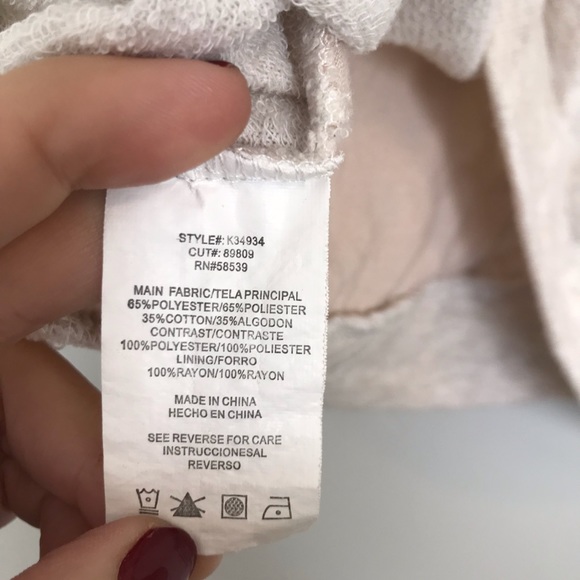 STYLE#: K34934
CUT#: 89809
RN#58539
MAIN FABRIC/TELA PRINCIPAL
65%POLYESTER/65%POLIESTER
35%COTTON/35%ALGODON
CONTRAST/CONTRASTE
100%POLYESTER/100%POLIESTER
LINING/FORRO
100%RAYON/100%RAYON
MADE IN CHINA
HECHO EN CHINA
SEE REVERSE FOR CARE
INSTRUCCIONESAL
REVERSO